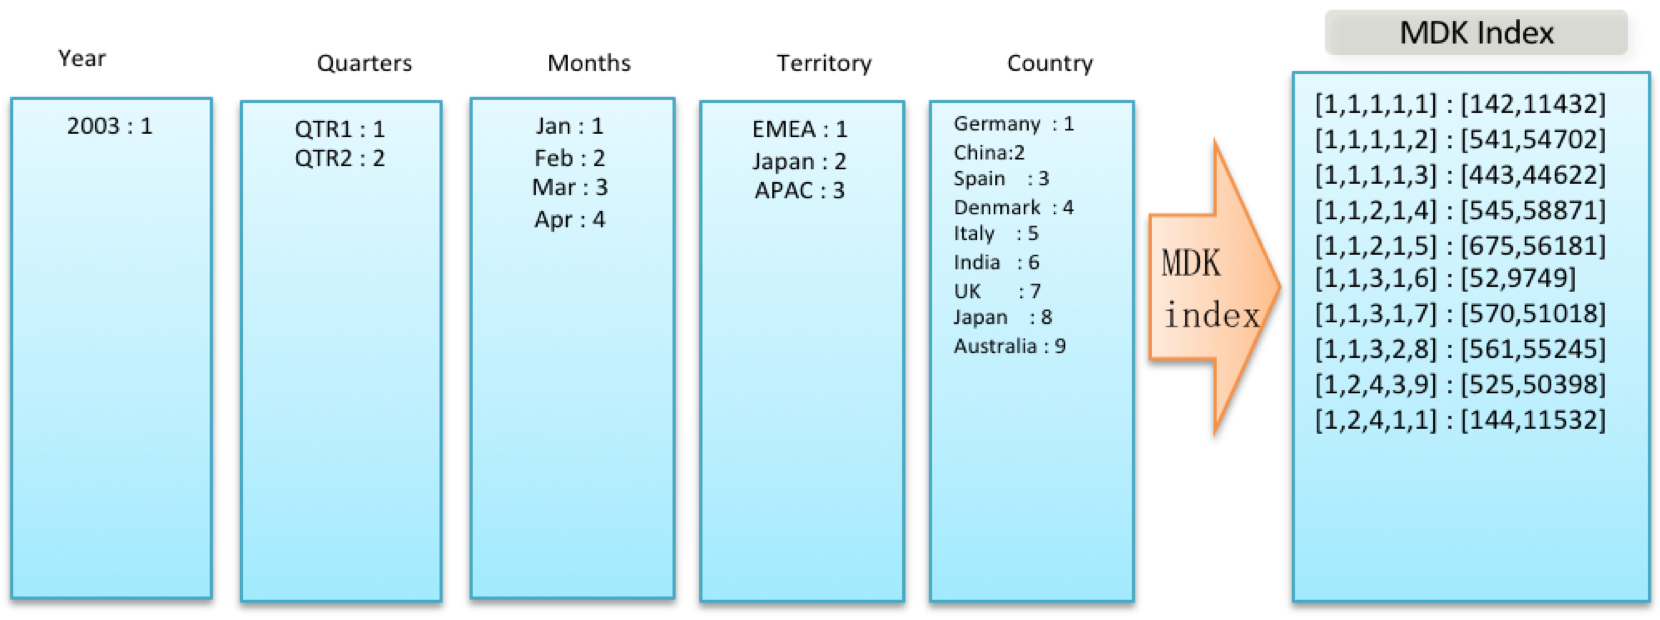 Year
2003 : 1
Quarters
QTR1 : 1
QTR2 : 2
Months
Jan : 1
Feb : 2
Mar : 3
Apr : 4
Territory
EMEA : 1
Japan : 2
APAC : 3
Country
Germany : 1
China:2
Spain : 3
Denmark : 4
Italy : 5
India : 6
UK : 7
Japan : 8
Australia : 9
MDK
index
MDK Index
[1,1,1,1,1] : [142,11432]
[1,1,1,1,2] : [541,54702]
[1,1,1,1,3] : [443,44622]
[1,1,2,1,4] : [545,58871]
[1,1,2,1,5] : [675,56181]
[1,1,3,1,6] : [52,9749]
[1,1,3,1,7] : [570,51018]
[1,1,3,2,8] : [561,55245]
[1,2,4,3,9] : [525,50398]
[1,2,4,1,1] : [144,11532]